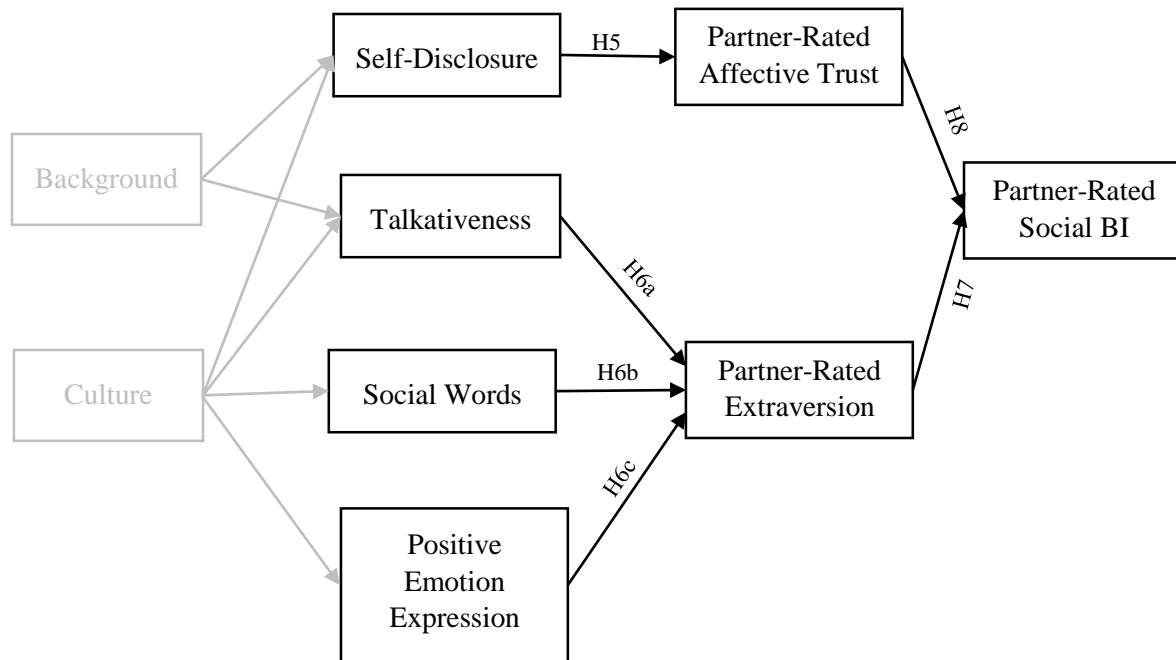 Self-Disclosure
H5
Partner-Rated
Affective Trust
H8
Background
Talkativeness
Partner-Rated
Social BI
H6a
H7
Culture
Social Words
H6b
Partner-Rated
Extraversion
H6c
Positive
Emotion
Expression